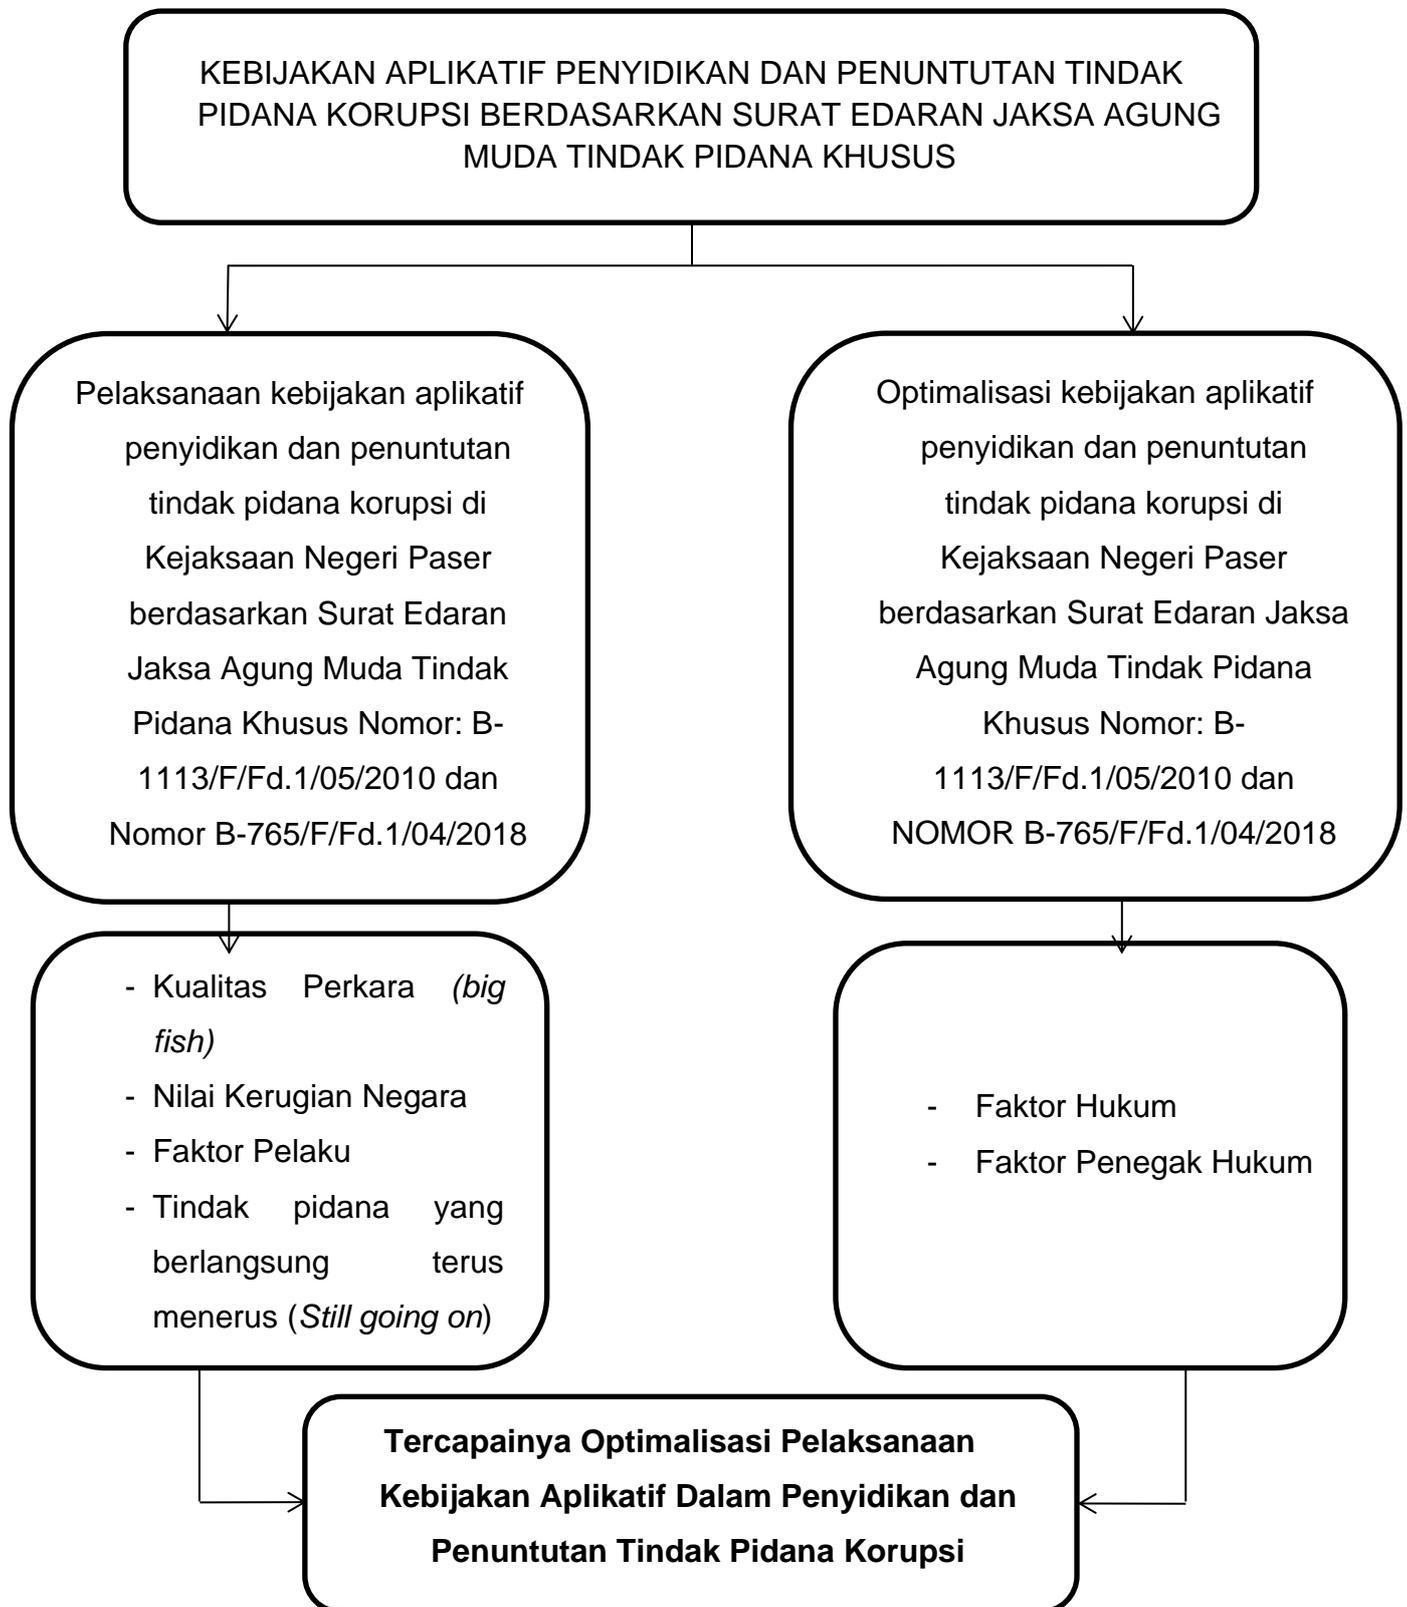 KEBIJAKAN APLIKATIF PENYIDIKAN DAN PENUNTUTAN TINDAK
PIDANA KORUPSI BERDASARKAN SURAT EDARAN JAKSA AGUNG
MUDA TINDAK PIDANA KHUSUS
Pelaksanaan kebijakan aplikatif
penyidikan dan penuntutan
tindak pidana korupsi di
Kejaksaan Negeri Paser
berdasarkan Surat Edaran
Jaksa Agung Muda Tindak
Pidana Khusus Nomor: B-
1113/F/Fd.1/05/2010 dan
Nomor B-765/F/Fd.1/04/2018
Optimalisasi kebijakan aplikatif
penyidikan dan penuntutan
tindak pidana korupsi di
Kejaksaan Negeri Paser
berdasarkan Surat Edaran Jaksa
Agung Muda Tindak Pidana
Khusus Nomor: B-
1113/F/Fd.1/05/2010 dan
NOMOR B-765/F/Fd.1/04/2018
- Kualitas Perkara (big
fish)
- Nilai Kerugian Negara
- Faktor Pelaku
- Tindak pidana yang
berlangsung terus
menerus (Still going on)
- Faktor Hukum
- Faktor Penegak Hukum
Tercapainya Optimalisasi Pelaksanaan
Kebijakan Aplikatif Dalam Penyidikan dan
Penuntutan Tindak Pidana Korupsi